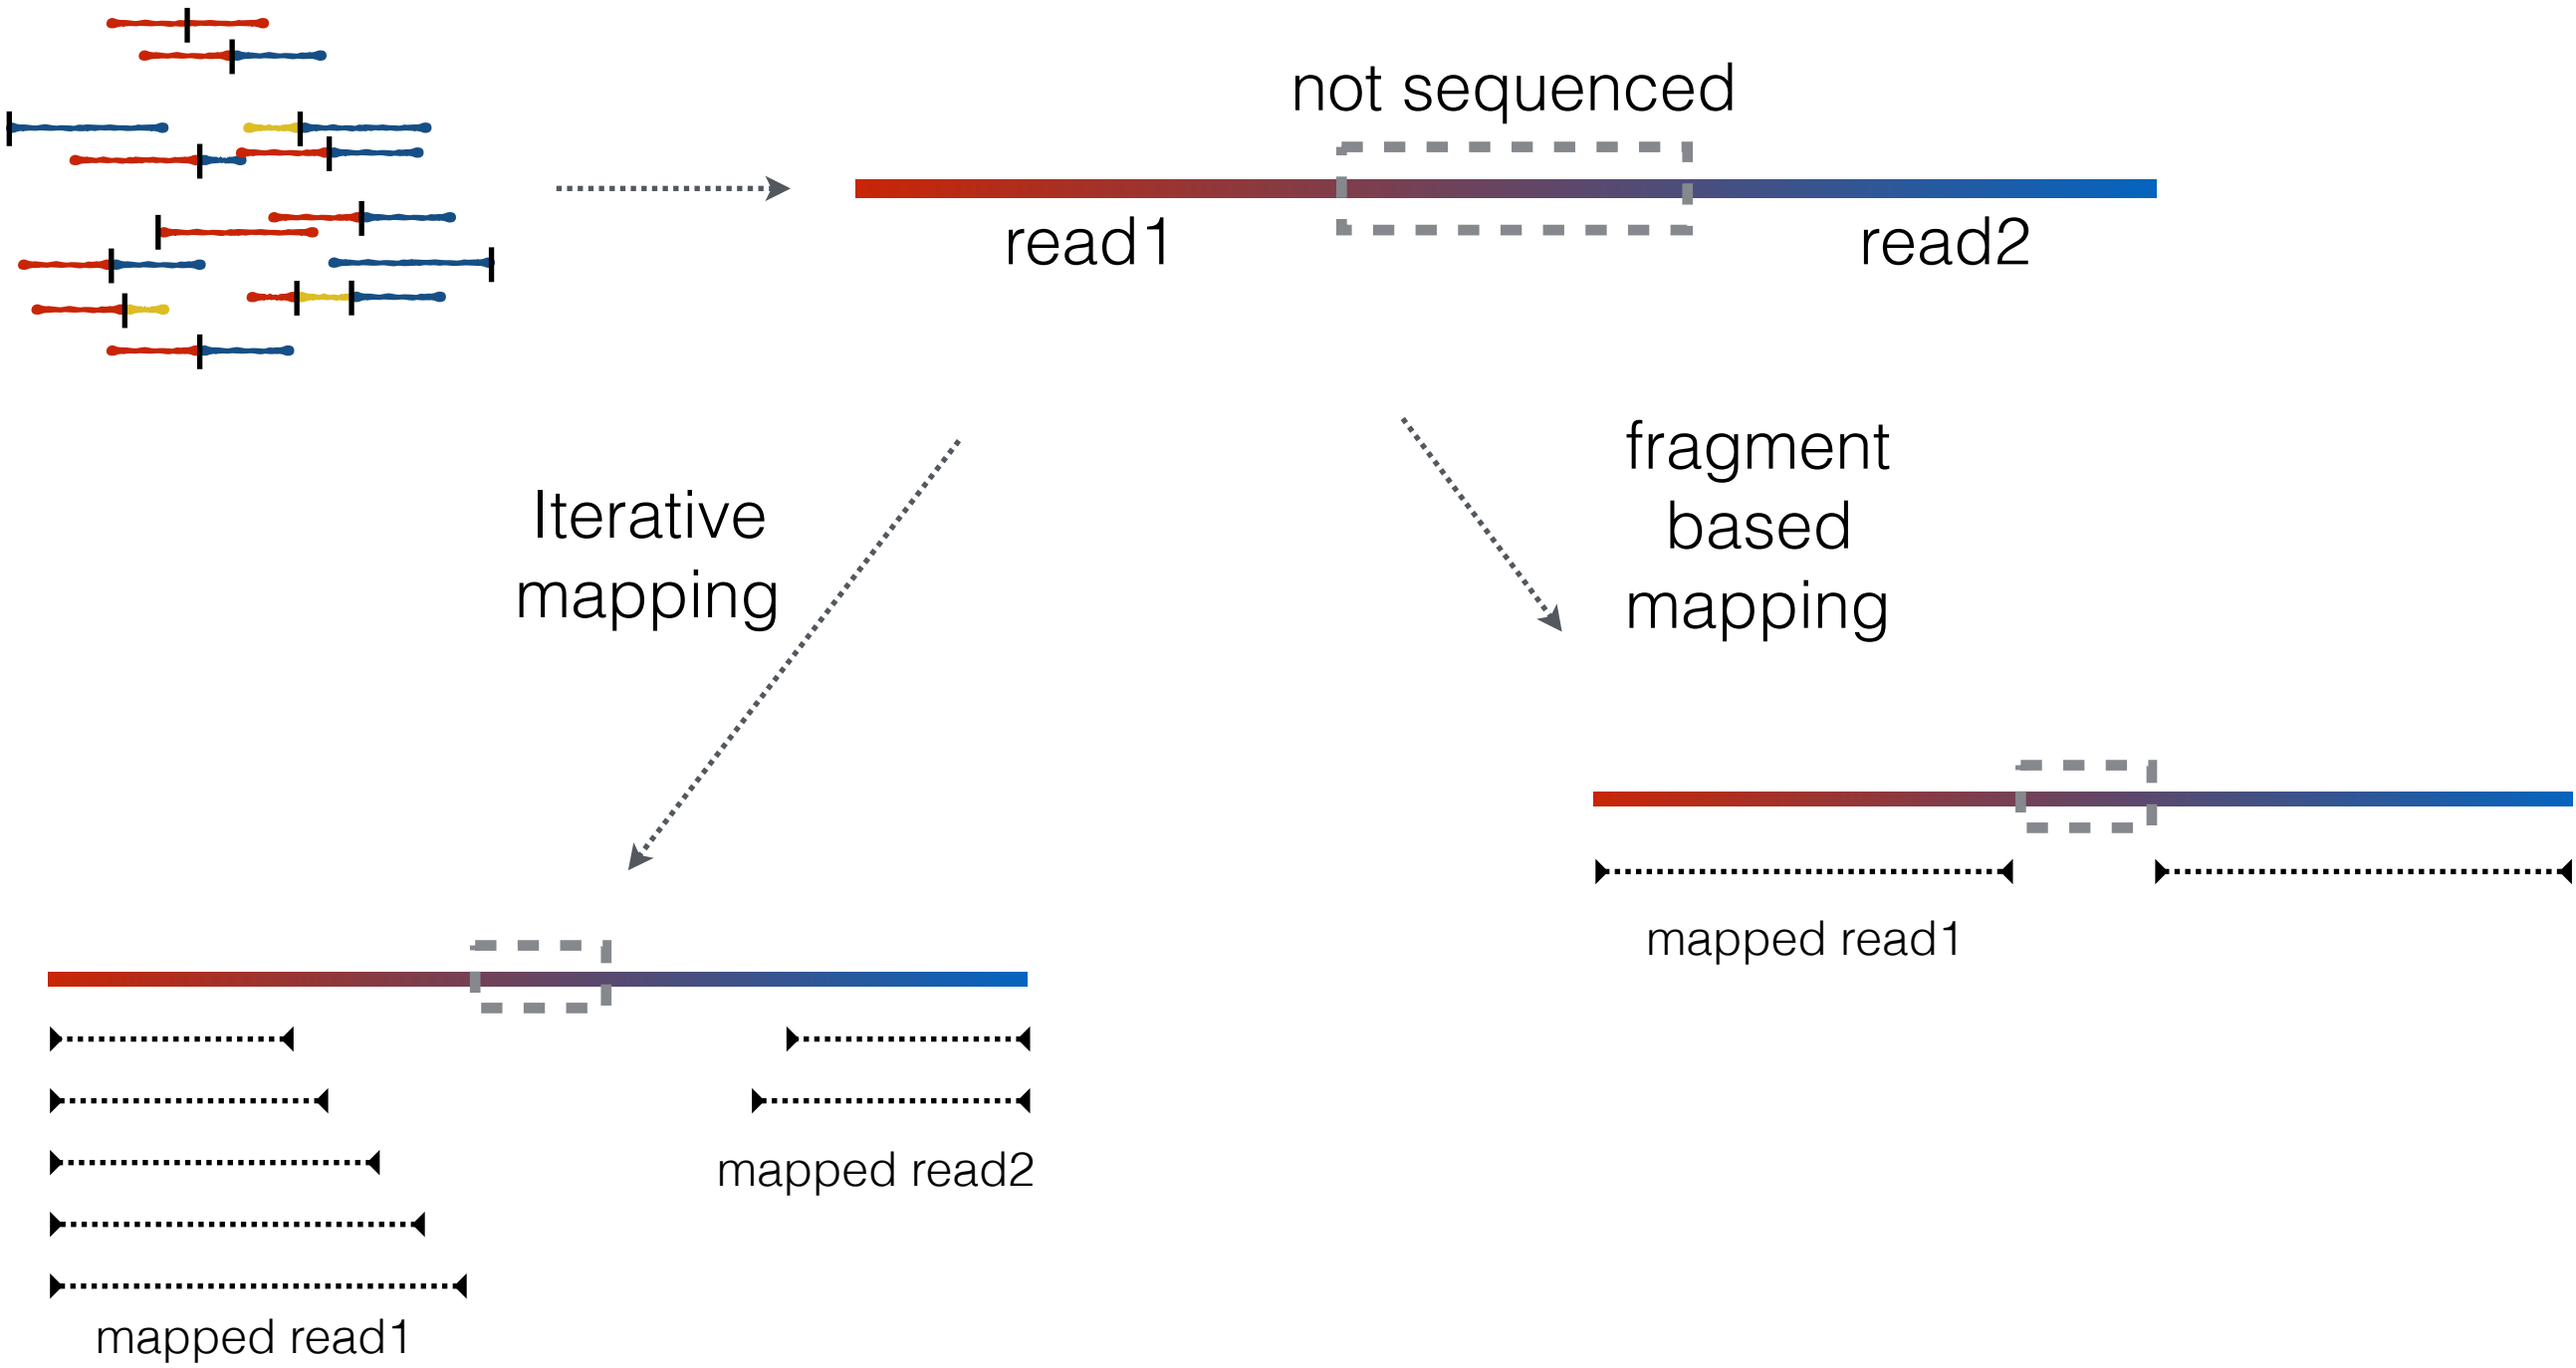 not sequenced
read1
read2
Iterative
mapping
fragment
based
mapping
mapped read1
mapped read2
mapped read1